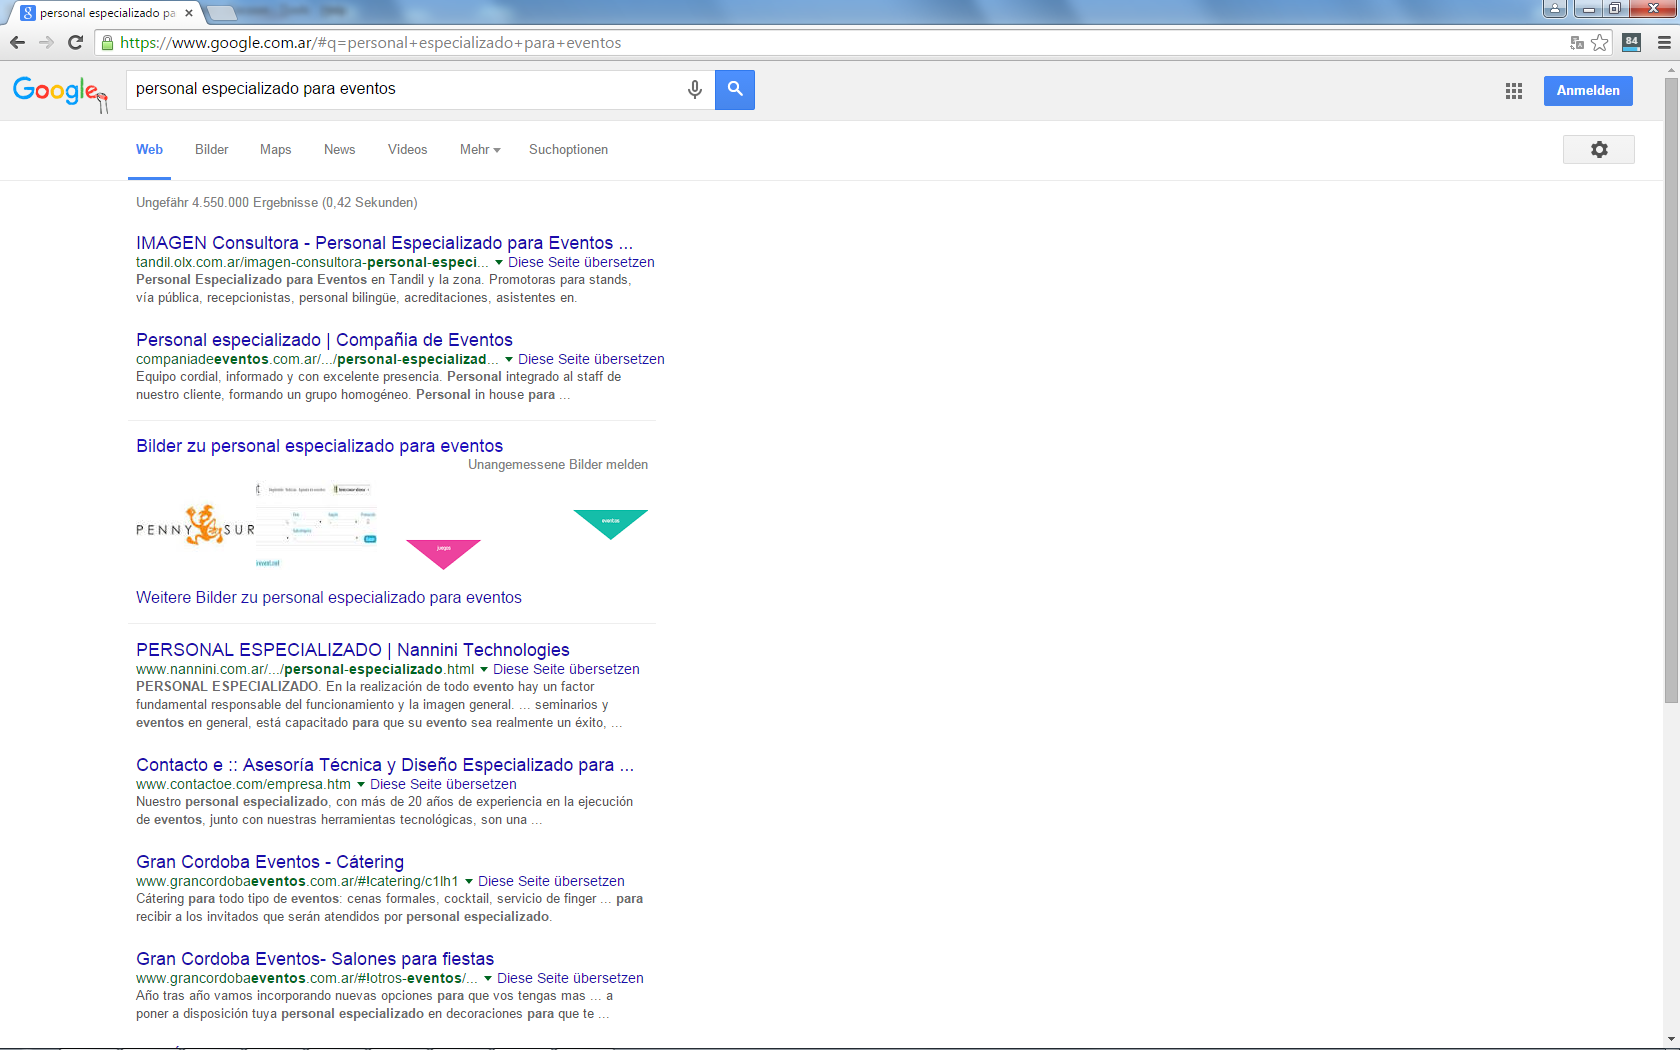 personal especializado pa
https://www.google.com.ar/#q=personal+especializado+para+eventos
84
Google
personal especializado para eventos
Anmelden
Web Bilder Maps News Videos Mehr Suchoptionen
Ungefähr 4.550.000 Ergebnisse (0,42 Sekunden)
IMAGEN Consultora - Personal Especializado para Eventos ...
tandil.olx.com.ar/imagen-consultora-personal-especi... Diese Seite übersetzen
Personal Especializado para Eventos en Tandil y la zona. Promotoras para stands,
vía pública, recepcionistas, personal bilingüe, acreditaciones, asistentes en.
Personal especializado | Compañia de Eventos
companiadeeventos.com.ar/.../personal-especializad... Diese Seite übersetzen
Equipo cordial, informado y con excelente presencia. Personal integrado al staff de
nuestro cliente, formando un grupo homogéneo. Personal in house para ...
Bilder zu personal especializado para eventos
Unangemessene Bilder melden
PENNY SUR
juegos
eventos
Weitere Bilder zu personal especializado para eventos
PERSONAL ESPECIALIZADO | Nannini Technologies
www.nannini.com.ar/.../personal-especializado.html Diese Seite übersetzen
PERSONAL ESPECIALIZADO. En la realización de todo evento hay un factor
fundamental responsable del funcionamiento y la imagen general. ... seminarios y
eventos en general, está capacitado para que su evento sea realmente un éxito, ...
Contacto e :: Asesoría Técnica y Diseño Especializado para ...
www.contactoe.com/empresa.htm Diese Seite übersetzen
Nuestro personal especializado, con más de 20 años de experiencia en la ejecución
de eventos, junto con nuestras herramientas tecnológicas, son una ...
Gran Cordoba Eventos - Cátering
www.grancordobaeventos.com.ar/#!catering/c1lh1 Diese Seite übersetzen
Cátering para todo tipo de eventos: cenas formales, cocktail, servicio de finger ... para
recibir a los invitados que serán atendidos por personal especializado.
Gran Cordoba Eventos- Salones para fiestas
www.grancordobaeventos.com.ar/#!otros-eventos/... Diese Seite übersetzen
Año tras año vamos incorporando nuevas opciones para que vos tengas mas ... a
poner a disposición tuya personal especializado en decoraciones para que te ...